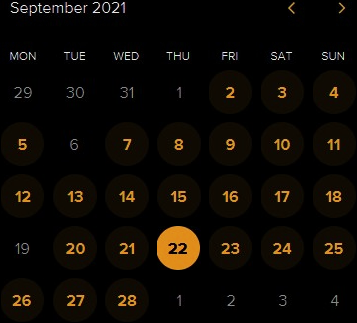 September 2021
MON TUE WED THU FRI SAT SUN
29 30 31 1 2 3 4
5 6 7 8 9 10 11
12 13 14 15 16 17 18
19 20 21 22 23 24 25
26 27 28 1 2 3 4